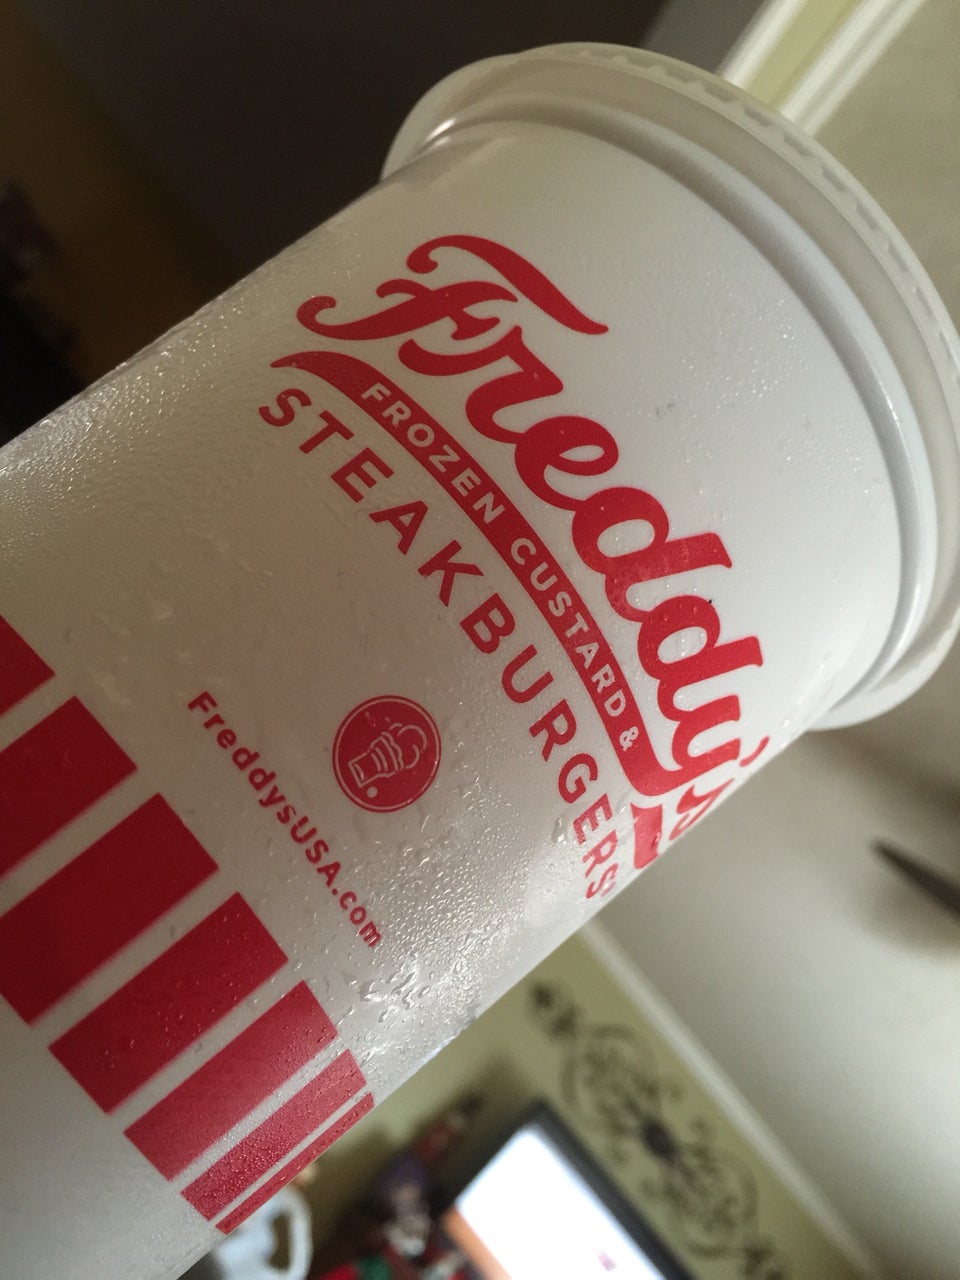 Freddy's
FROZEN CUSTARD &
STEAKBURGERS
FreddysUSA.com